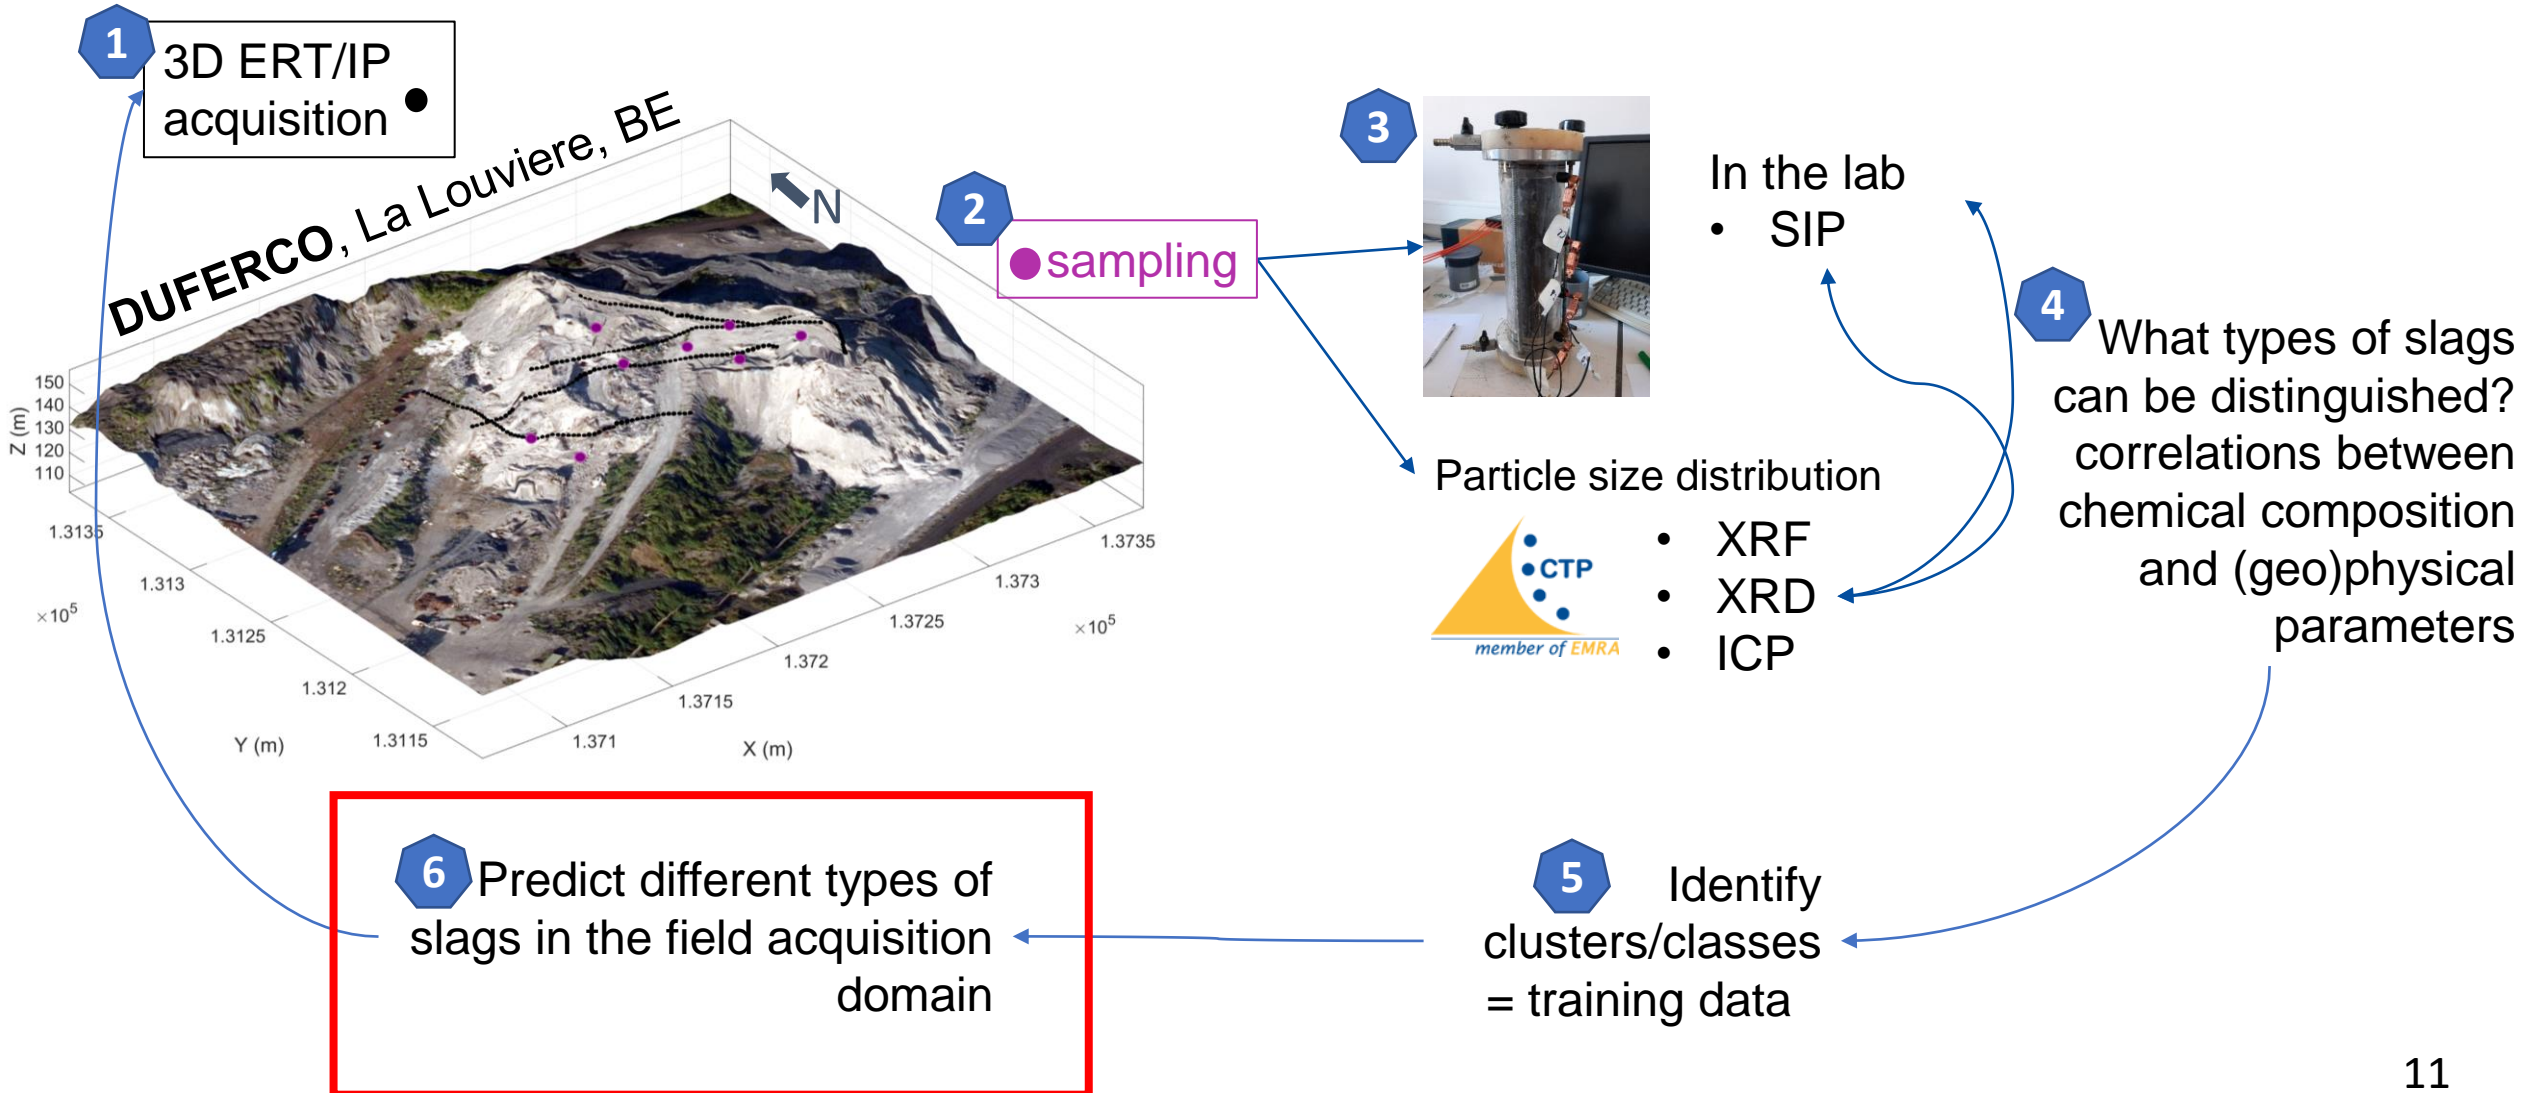 1
3D ERT/IP
acquisition
DUFERCO, La Louviere, BE
N
2
sampling
3
In the lab
• SIP
4
What types of slags
can be distinguished?
correlations between
chemical composition
and (geo)physical
parameters
Particle size distribution
• XRF
• XRD
• ICP
CTP
member of EMRA
150
140
130
120
110
Z (m)
1.3135
1.313
1.3125
1.312
1.3115
×10⁵
Y (m)
1.371
1.3715
1.372
1.3725
1.373
1.3735
×10⁵
X (m)
5
Identify
clusters/classes
= training data
6
Predict different types of
slags in the field acquisition
domain
11